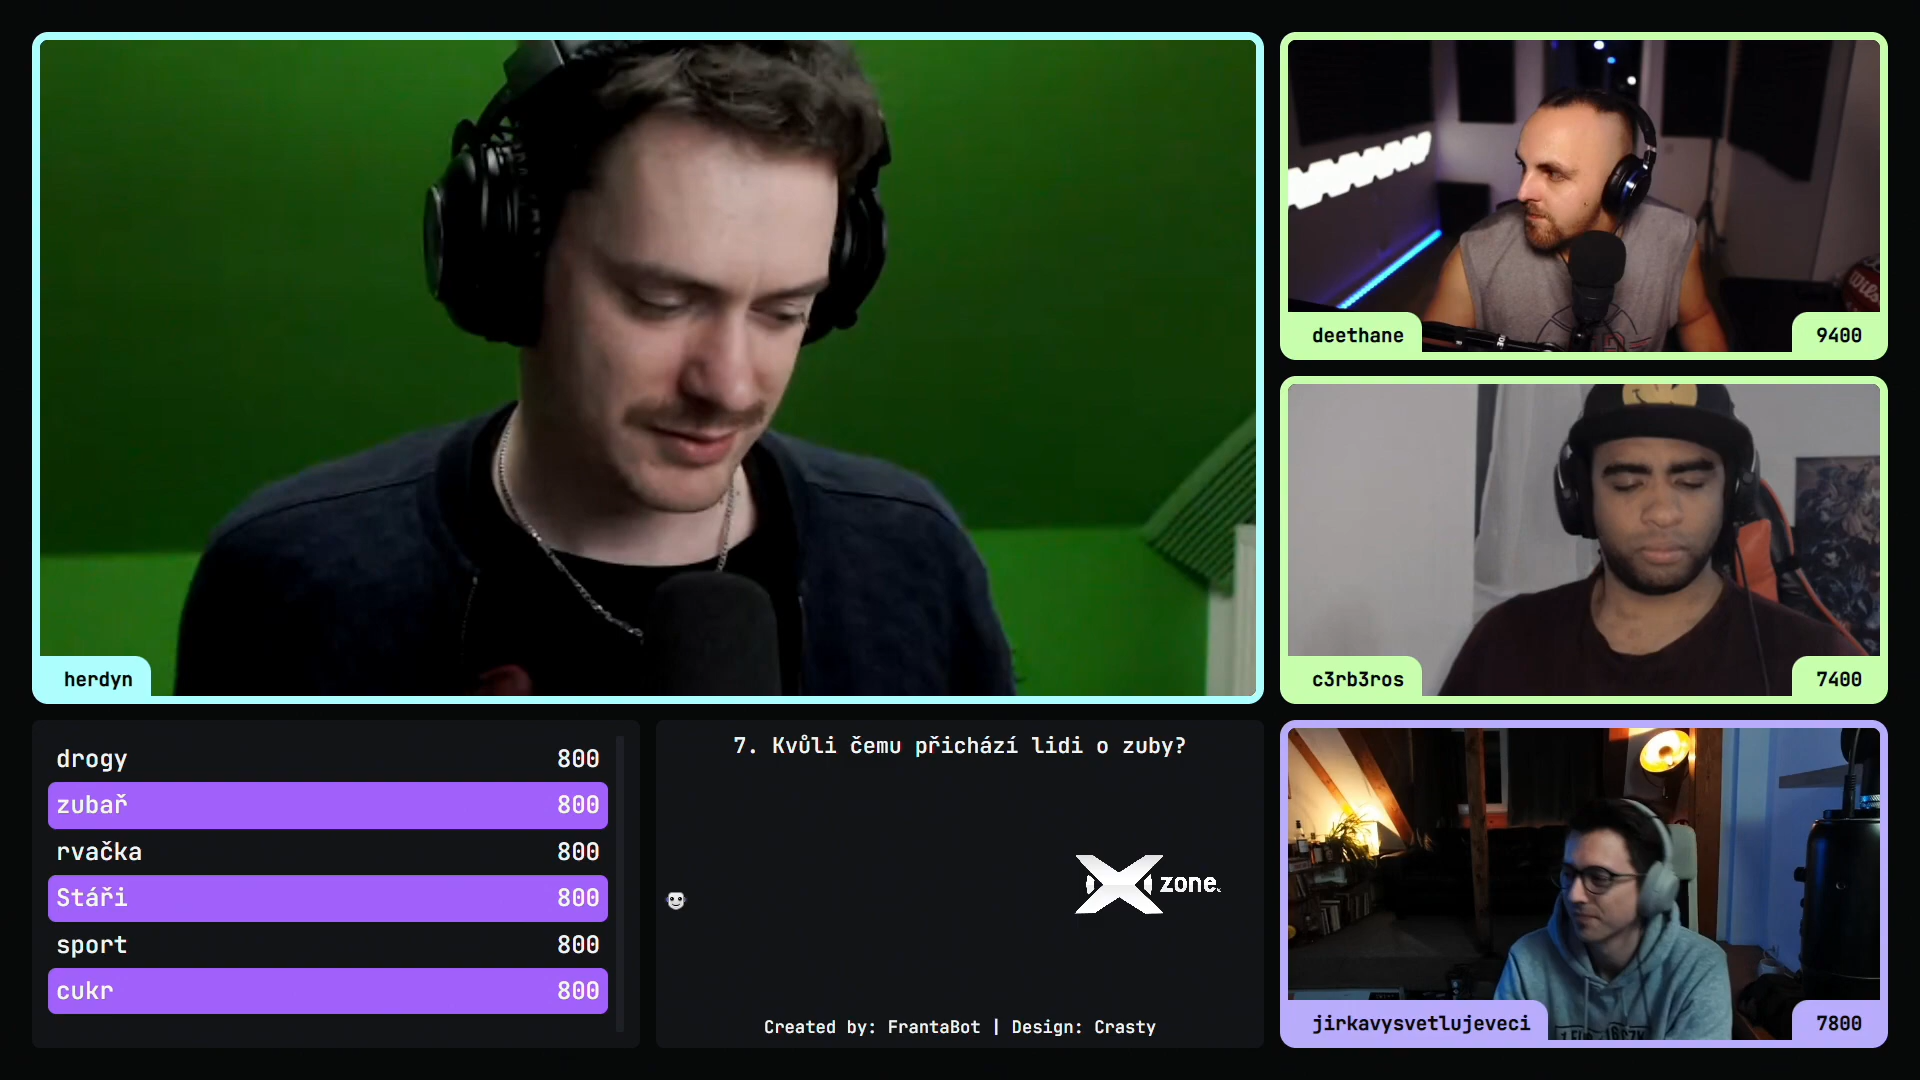 herdyn
deethane
9400
c3rb3ros
7400
drogy 800
zubař 800
rvačka 800
Stáři 800
sport 800
cukr 800
7. Kvůli čemu přichází lidi o zuby?
zone.
Created by: FrantaBot | Design: Crasty
jirkavysvetlujeveci
7800